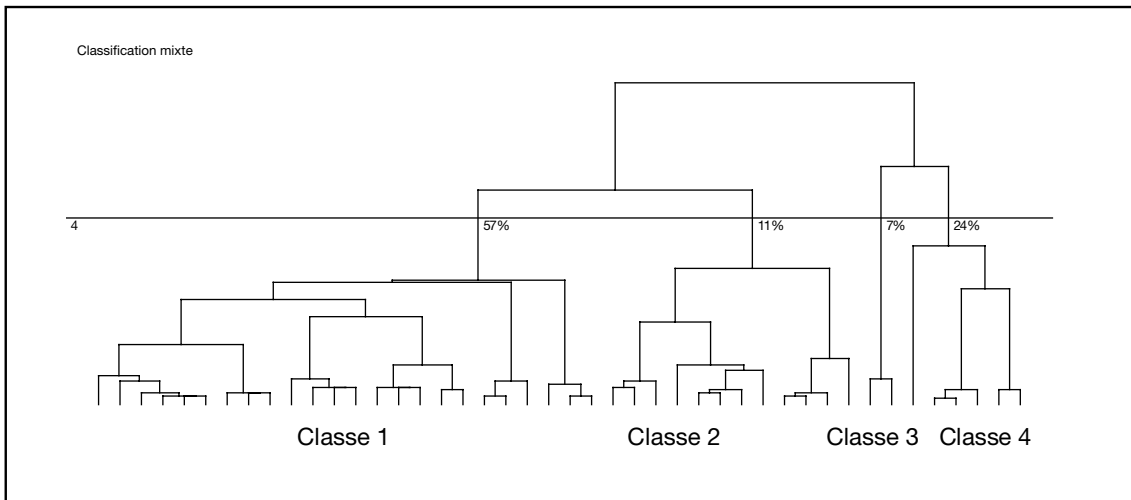 Classification mixte
4 57% 11% 7% 24%
Classe 1 Classe 2 Classe 3 Classe 4